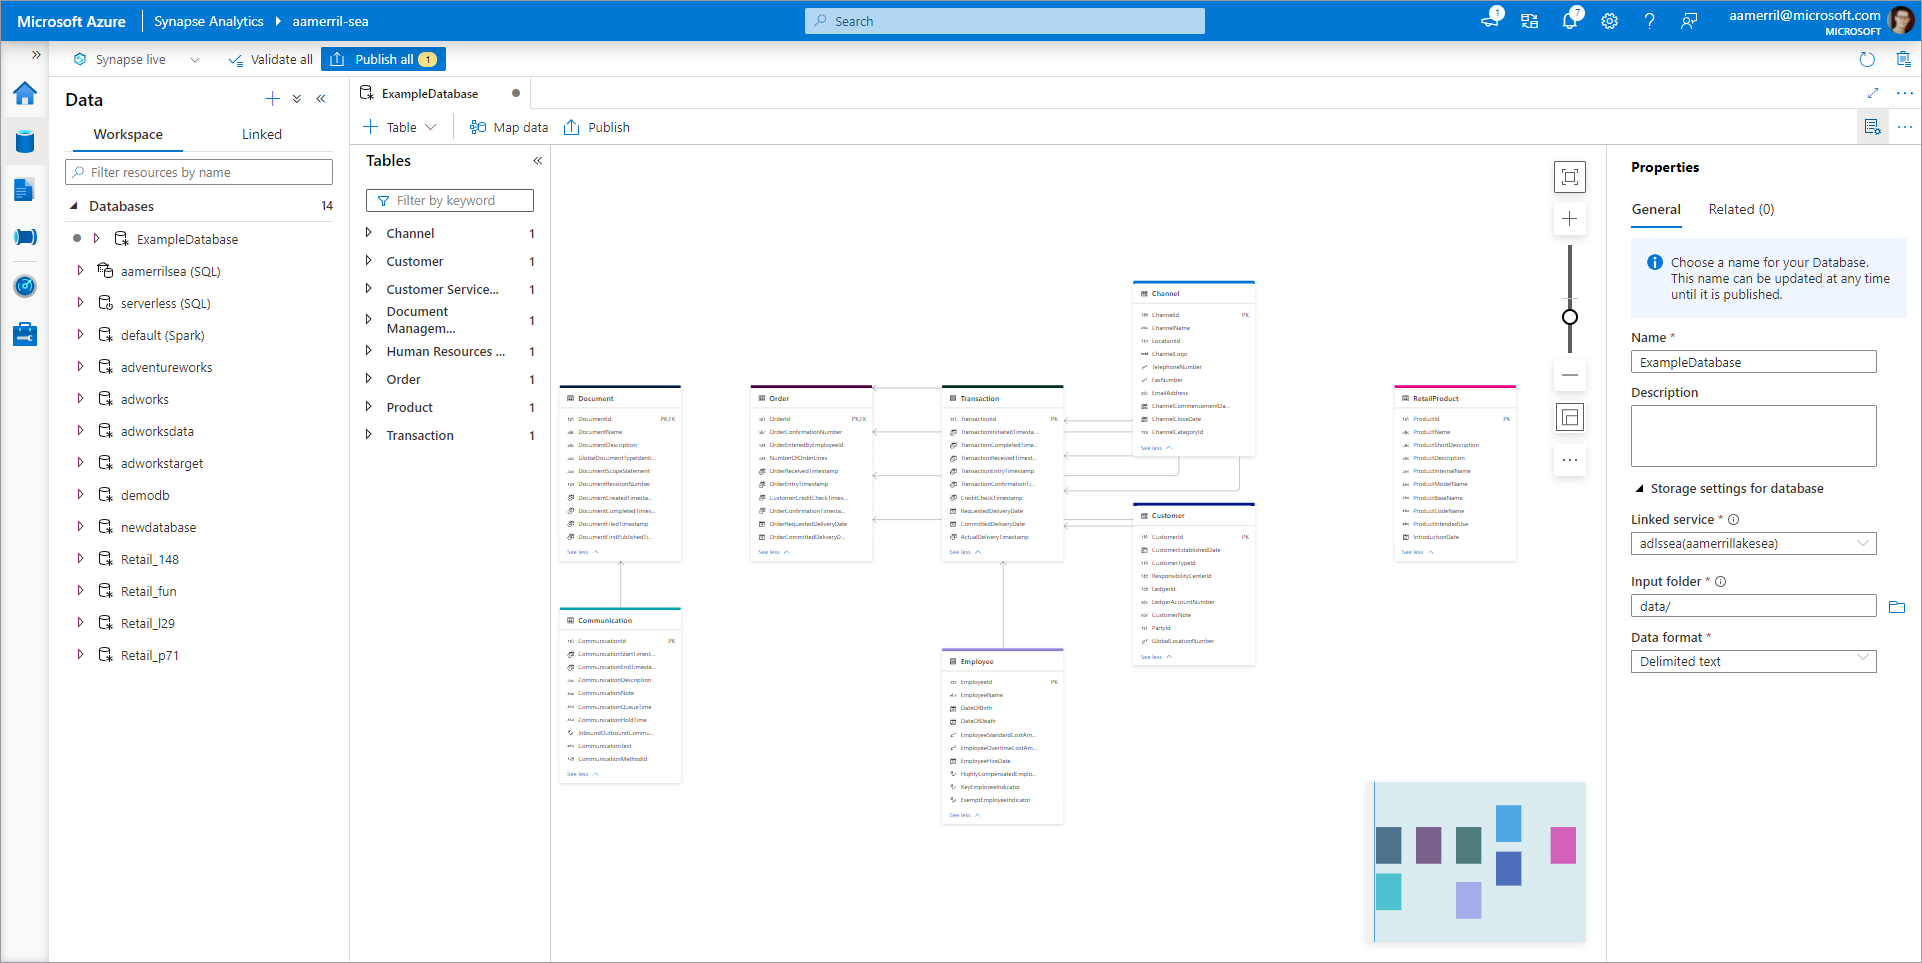 Microsoft Azure
Synapse Analytics
aamerril-sea
Search
1
7
aamerril@microsoft.com
MICROSOFT
Synapse live
Validate all
Publish all 1
Data
Workspace
Linked
Filter resources by name
Databases 14
ExampleDatabase
aamerrilsea (SQL)
serverless (SQL)
default (Spark)
adventureworks
adworks
adworksdata
adworkstarget
demodb
newdatabase
Retail_148
Retail_fun
Retail_l29
Retail_p71
ExampleDatabase
Table
Map data
Publish
Tables
Filter by keyword
Channel 1
Customer 1
Customer Service... 1
Document
Managem... 1
Human Resources ... 1
Order 1
Product 1
Transaction 1
Document
DocumentId PK,FK
DocumentName
DocumentDescription
GlobalDocumentTypeIdenti...
DocumentScopeStatement
DocumentRevisionNumber
DocumentCreatedTimesta...
DocumentCompletedTimes...
DocumentFiledTimestamp
DocumentFirstPublishedTi...
See less
Communication
CommunicationId PK
CommunicationStartTimest...
CommunicationEndTimesta...
CommunicationDescription
CommunicationNote
CommunicationQueueTime
CommunicationHoldTime
InboundOutboundCommu...
CommunicationText
CommunicationMethodId
See less
Order
OrderId PK,FK
OrderConfirmationNumber
OrderEnteredByEmployeeId
NumberOfOrderLines
OrderReceivedTimestamp
OrderEntryTimestamp
CustomerCreditCheckTimes...
OrderConfirmationTimesta...
OrderRequestedDeliveryDate
OrderCommittedDeliveryD...
See less
Transaction
TransactionId PK
TransactionInitiatedTimesta...
TransactionCompletedTime...
TransactionReceivedTimest...
TransactionEntryTimestamp
TransactionConfirmationTi...
CreditCheckTimestamp
RequestedDeliveryDate
CommittedDeliveryDate
ActualDeliveryTimestamp
See less
Employee
EmployeeId PK
EmployeeName
DateOfBirth
DateOfDeath
EmployeeStandardCostAm...
EmployeeOvertimeCostAm...
EmployeeHireDate
HighlyCompensatedEmplo...
KeyEmployeeIndicator
ExemptEmployeeIndicator
See less
Channel
ChannelId PK
ChannelName
LocationId
ChannelLogo
TelephoneNumber
FaxNumber
EmailAddress
ChannelCommencementDa...
ChannelCloseDate
ChannelCategoryId
See less
Customer
CustomerId PK
CustomerEstablishedDate
CustomerTypeId
ResponsibilityCenterId
LedgerId
LedgerAccountNumber
CustomerNote
PartyId
GlobalLocationNumber
See less
RetailProduct
ProductId PK
ProductName
ProductShortDescription
ProductDescription
ProductInternalName
ProductModelName
ProductBaseName
ProductCodeName
ProductIntendedUse
IntroductionDate
See less
Properties
General
Related (0)
Choose a name for your Database.
This name can be updated at any time
until it is published.
Name *
ExampleDatabase
Description
Storage settings for database
Linked service *
adlssea(aamerrillakesea)
Input folder *
data/
Data format *
Delimited text